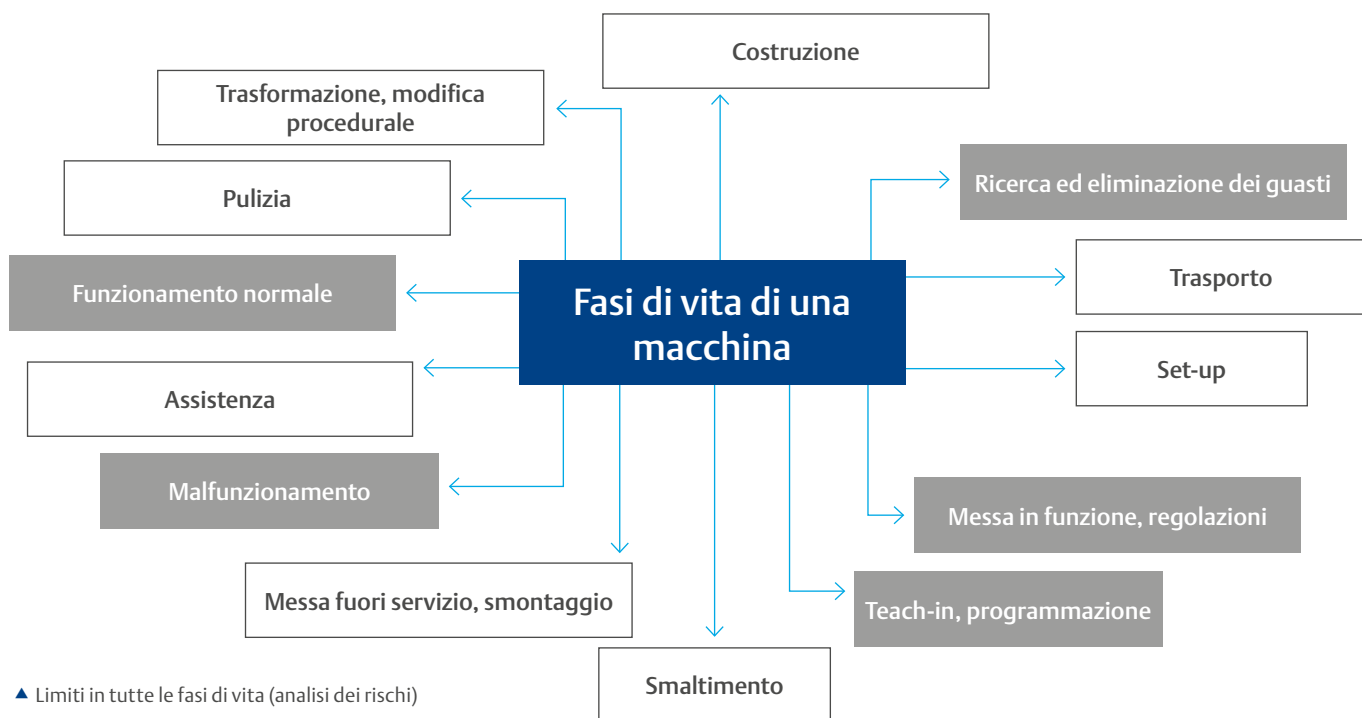 Costruzione
Trasformazione, modifica
procedurale
Ricerca ed eliminazione dei guasti
Pulizia
Trasporto
Funzionamento normale
Fasi di vita di una
macchina
Set-up
Assistenza
Malfunzionamento
Messa in funzione, regolazioni
Messa fuori servizio, smontaggio
Teach-in, programmazione
Smaltimento
▲ Limiti in tutte le fasi di vita (analisi dei rischi)